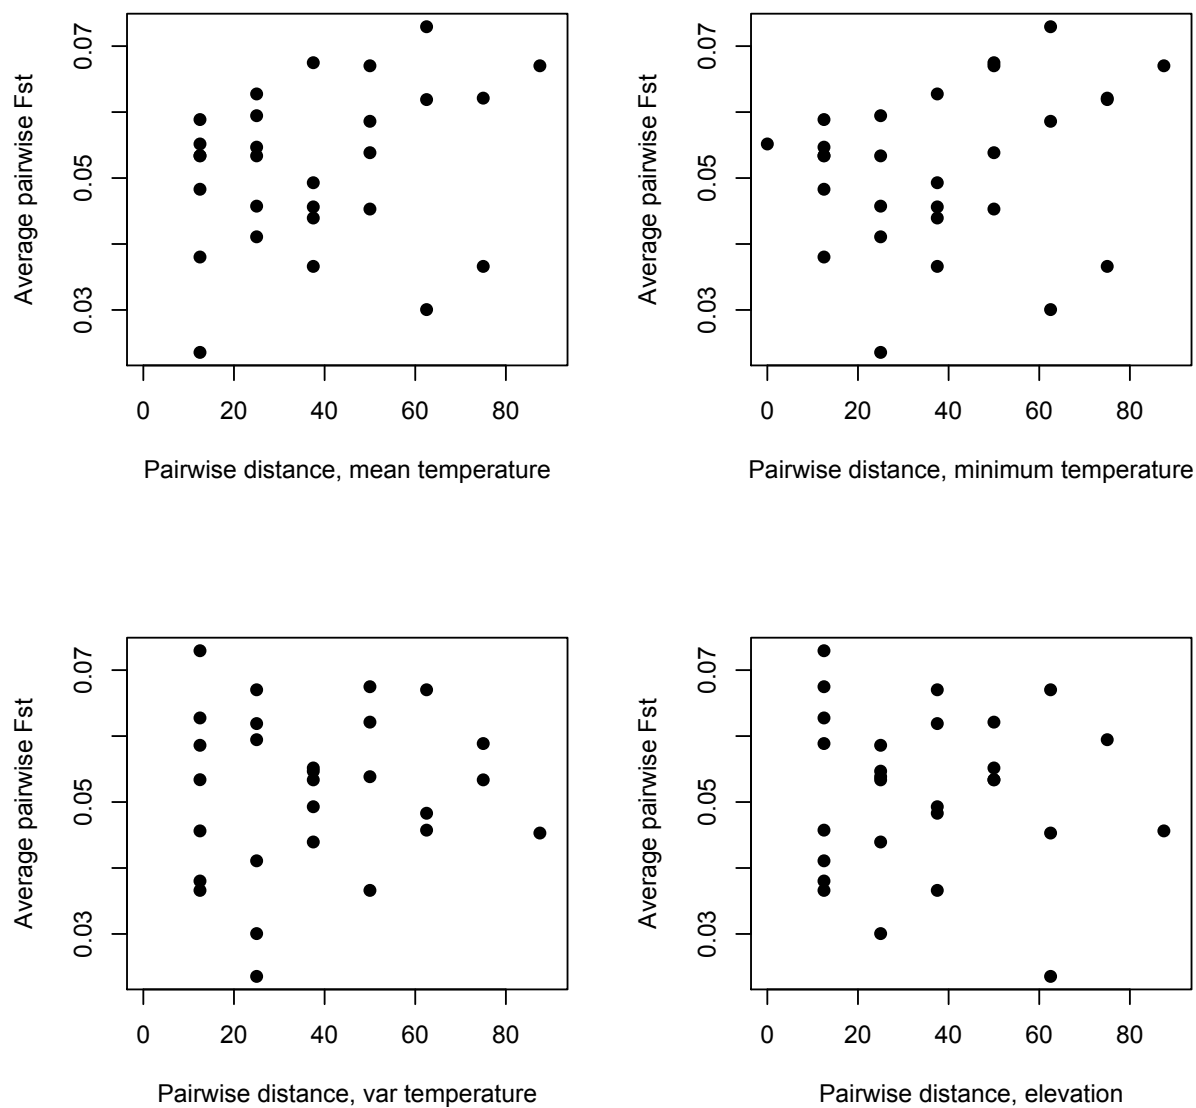 Average pairwise Fst
0.07
0.05
0.03
0 20 40 60 80
Pairwise distance, mean temperature
Average pairwise Fst
0.07
0.05
0.03
0 20 40 60 80
Pairwise distance, minimum temperature
Average pairwise Fst
0.07
0.05
0.03
0 20 40 60 80
Pairwise distance, var temperature
Average pairwise Fst
0.07
0.05
0.03
0 20 40 60 80
Pairwise distance, elevation